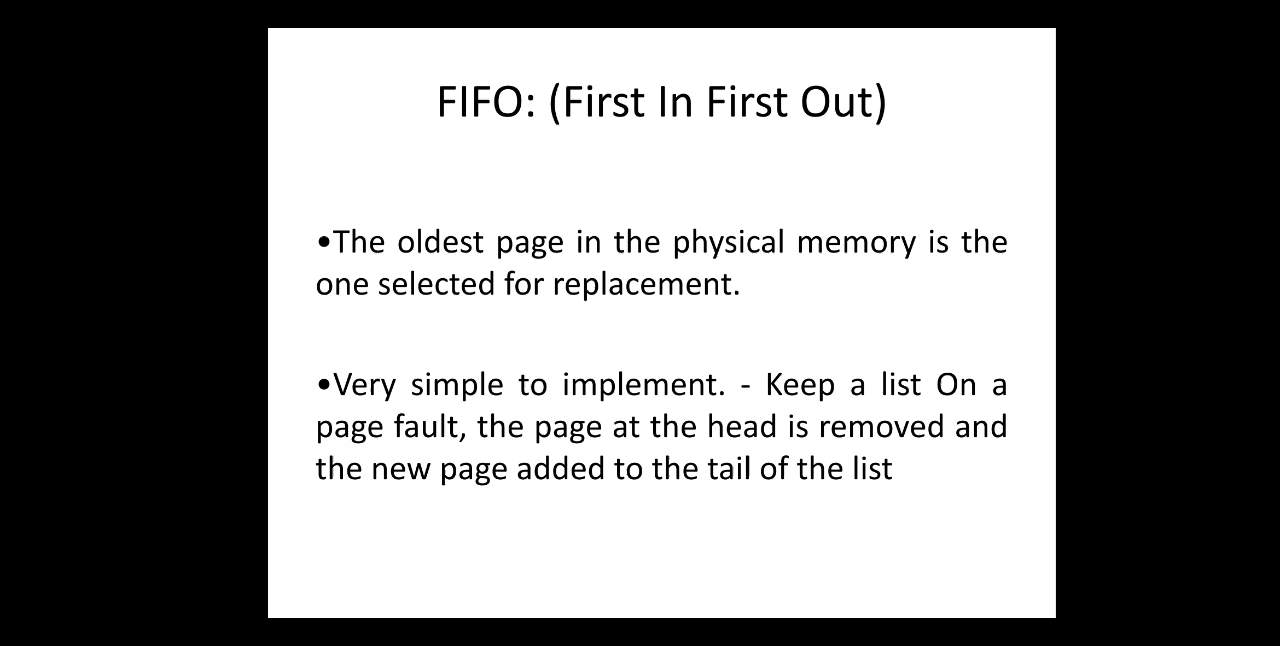 FIFO: (First In First Out)
•The oldest page in the physical memory is the
one selected for replacement.
•Very simple to implement. - Keep a list On a
page fault, the page at the head is removed and
the new page added to the tail of the list